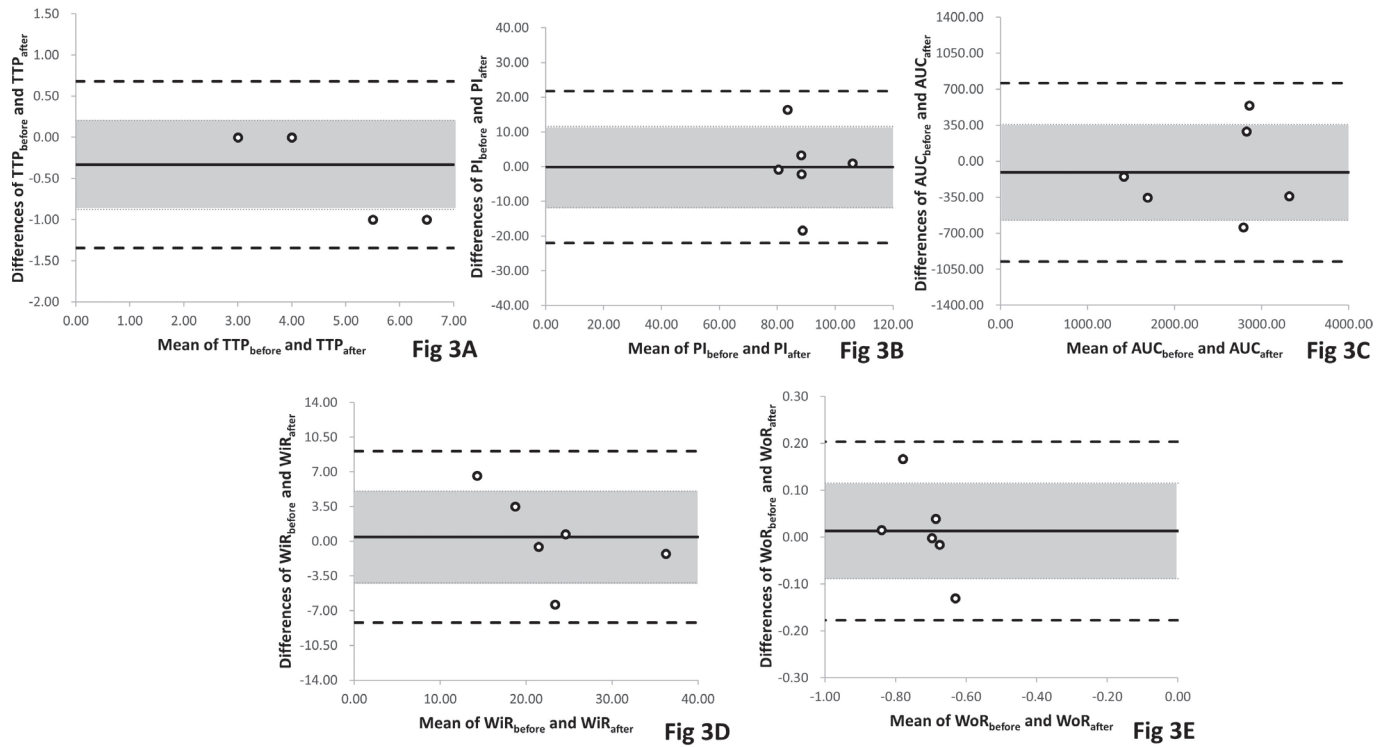 1.50
1.00
0.50
0.00
-0.50
-1.00
-1.50
-2.00
0.00 1.00 2.00 3.00 4.00 5.00 6.00 7.00
Differences of TTPbefore and TTPafter
Mean of TTPbefore and TTPafter
Fig 3A
40.00
30.00
20.00
10.00
0.00
-10.00
-20.00
-30.00
-40.00
0.00 20.00 40.00 60.00 80.00 100.00 120.00
Differences of PIbefore and PIafter
Mean of PIbefore and PIafter
Fig 3B
1400.00
1050.00
700.00
350.00
0.00
-350.00
-700.00
-1050.00
-1400.00
0.00 1000.00 2000.00 3000.00 4000.00
Differences of AUCbefore and AUCafter
Mean of AUCbefore and AUCafter
Fig 3C
14.00
10.50
7.00
3.50
0.00
-3.50
-7.00
-10.50
-14.00
0.00 10.00 20.00 30.00 40.00
Differences of WiRbefore and WiRafter
Mean of WiRbefore and WiRafter
Fig 3D
0.30
0.20
0.10
0.00
-0.10
-0.20
-0.30
-1.00 -0.80 -0.60 -0.40 -0.20 0.00
Differences of WoRbefore and WoRafter
Mean of WoRbefore and WoRafter
Fig 3E